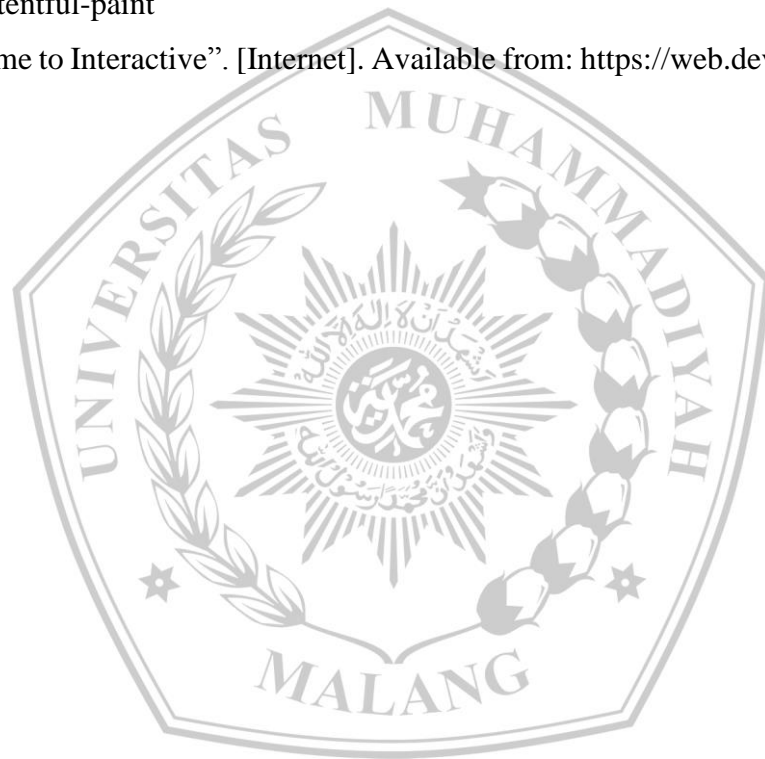 tentful-paint
me to Interactive”. [Internet]. Available from: https://web.dev
UNIVERSITAS MUHAMMADIYAH
MALANG